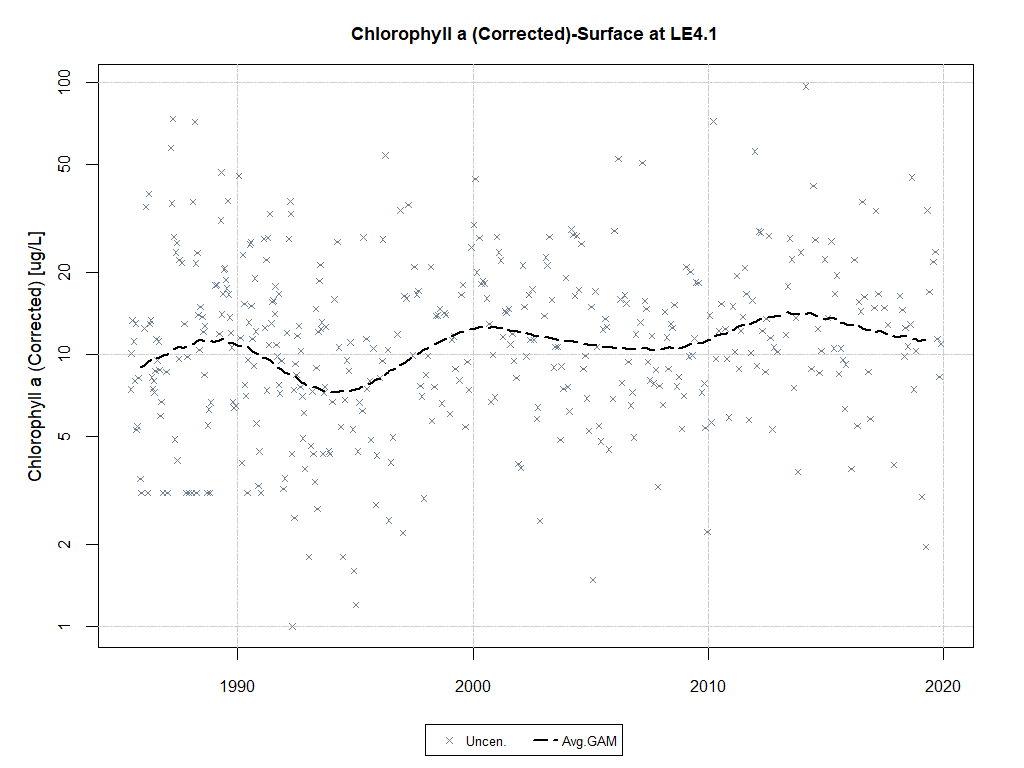 Chlorophyll a (Corrected)-Surface at LE4.1
Chlorophyll a (Corrected) [ug/L]
100
50
20
10
5
2
1
1990 2000 2010 2020
Uncen. Avg.GAM